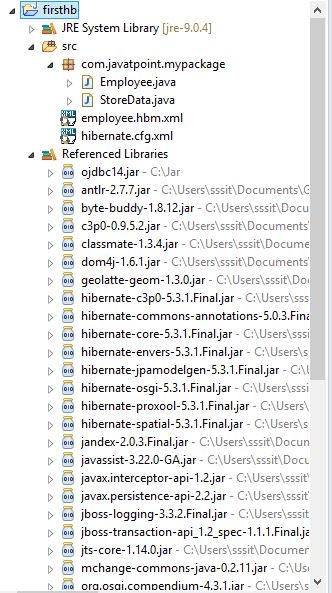 firsthb
JRE System Library [jre-9.0.4]
src
com.javatpoint.mypackage
Employee.java
StoreData.java
employee.hbm.xml
hibernate.cfg.xml
Referenced Libraries
ojdbc14.jar - C:\Jar
antlr-2.7.7.jar - C:\Users\sssit\Documents\G
byte-buddy-1.8.12.jar - C:\Users\sssit\Docu
c3p0-0.9.5.2.jar - C:\Users\sssit\Documents
classmate-1.3.4.jar - C:\Users\sssit\Docume
dom4j-1.6.1.jar - C:\Users\sssit\Documents
geolatte-geom-1.3.0.jar - C:\Users\sssit\Do
hibernate-c3p0-5.3.1.Final.jar - C:\Users\ss
hibernate-commons-annotations-5.0.3.Fina
hibernate-core-5.3.1.Final.jar - C:\Users\ss
hibernate-envers-5.3.1.Final.jar - C:\Users\
hibernate-jpamodelgen-5.3.1.Final.jar - C:\
hibernate-osgi-5.3.1.Final.jar - C:\Users\ss
hibernate-proxool-5.3.1.Final.jar - C:\Users
hibernate-spatial-5.3.1.Final.jar - C:\Users\
jandex-2.0.3.Final.jar - C:\Users\sssit\Docu
javassist-3.22.0-GA.jar - C:\Users\sssit\Doc
javax.interceptor-api-1.2.jar - C:\Users\sssi
javax.persistence-api-2.2.jar - C:\Users\sssi
jboss-logging-3.3.2.Final.jar - C:\Users\sssi
jboss-transaction-api_1.2_spec-1.1.1.Final.ja
jts-core-1.14.0.jar - C:\Users\sssit\Docume
mchange-commons-java-0.2.11.jar - C:\Use
org.osgi.compendium-4.3.1.jar - C:\Users\